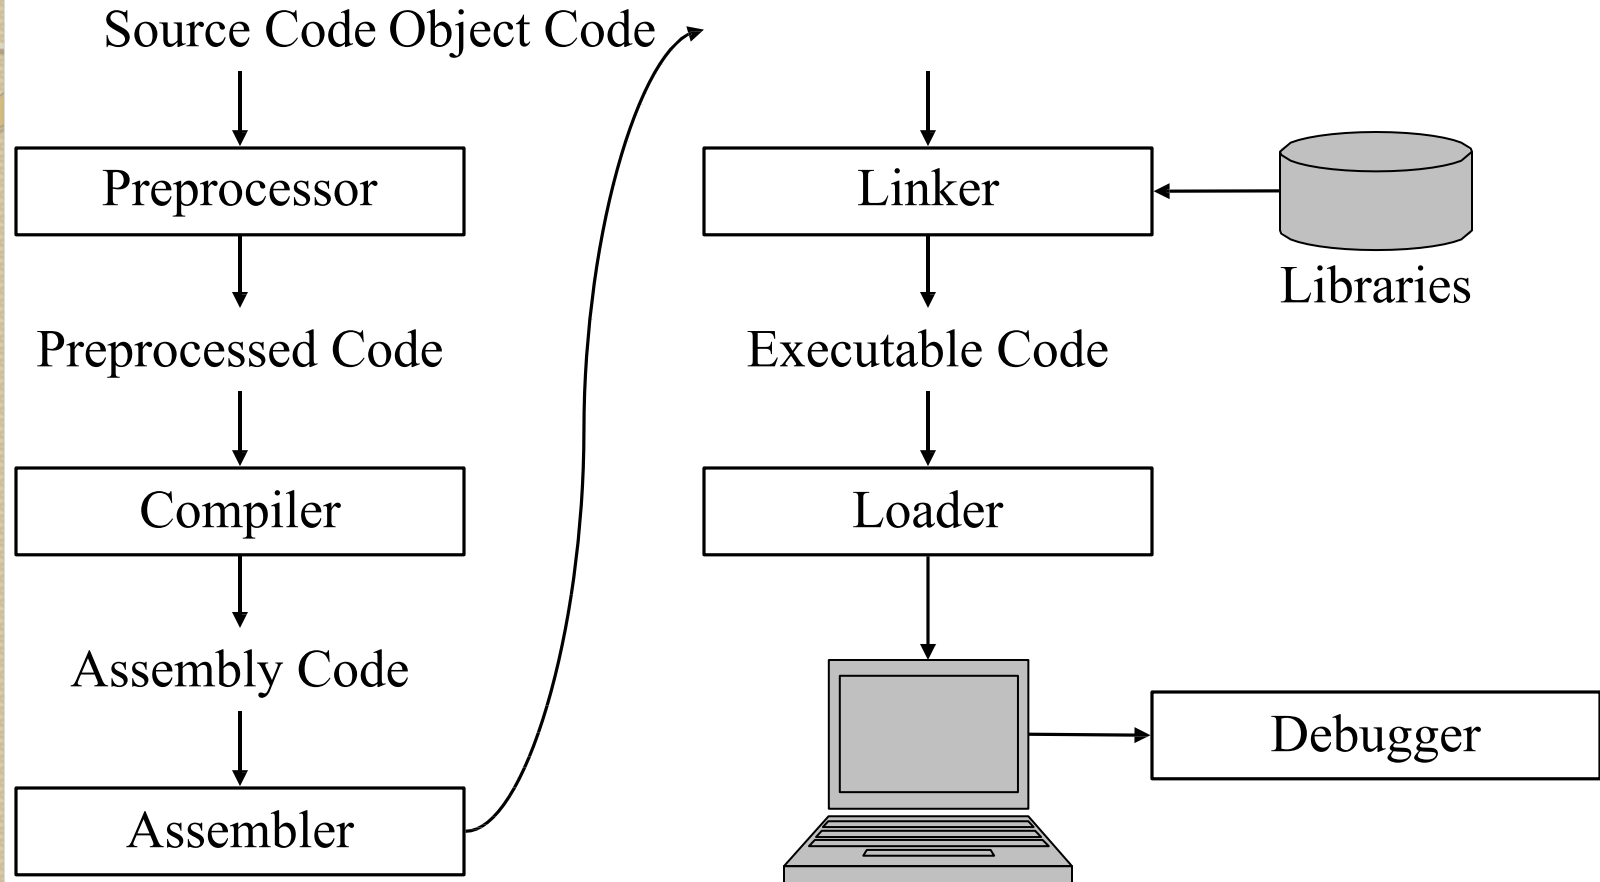 Source Code Object Code
Preprocessor
Linker
Libraries
Preprocessed Code
Executable Code
Compiler
Loader
Assembly Code
Debugger
Assembler